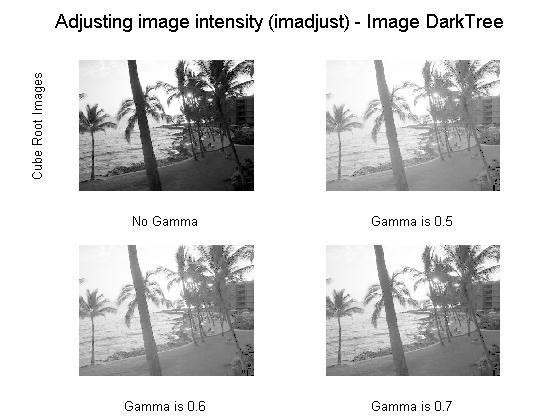 Adjusting image intensity (imadjust) - Image DarkTree
Cube Root Images
No Gamma
Gamma is 0.5
Gamma is 0.6
Gamma is 0.7